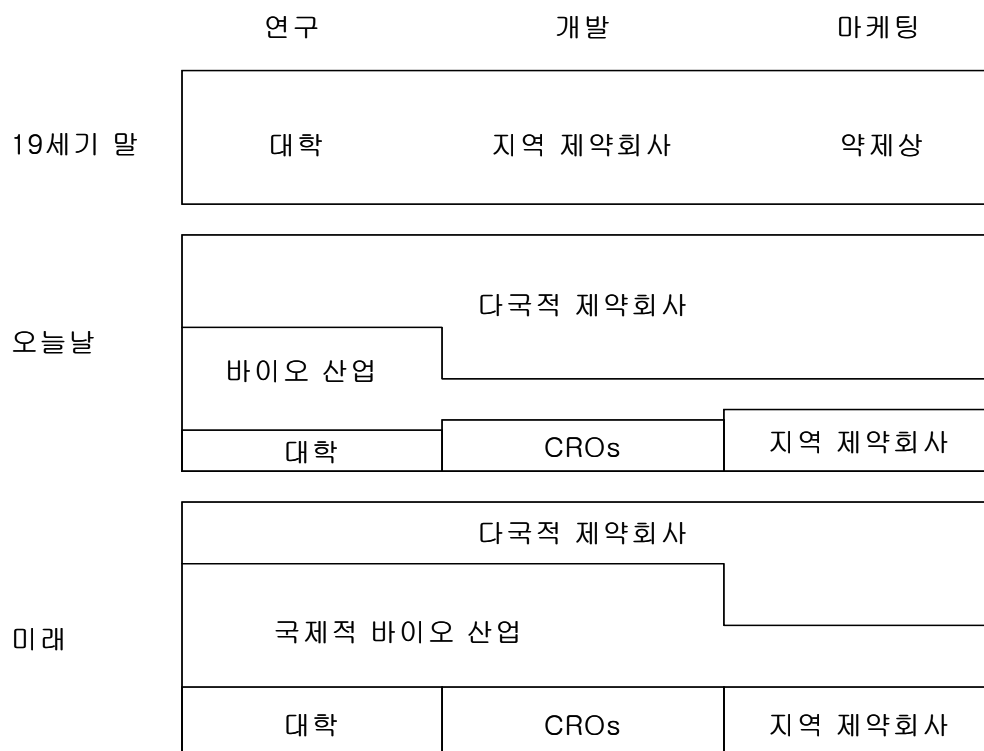 연구 개발 마케팅
19세기 말 대학 지역 제약회사 약제상
다국적 제약회사
오늘날
바이오 산업
대학 CROs 지역 제약회사
다국적 제약회사
미래 국제적 바이오 산업
대학 CROs 지역 제약회사